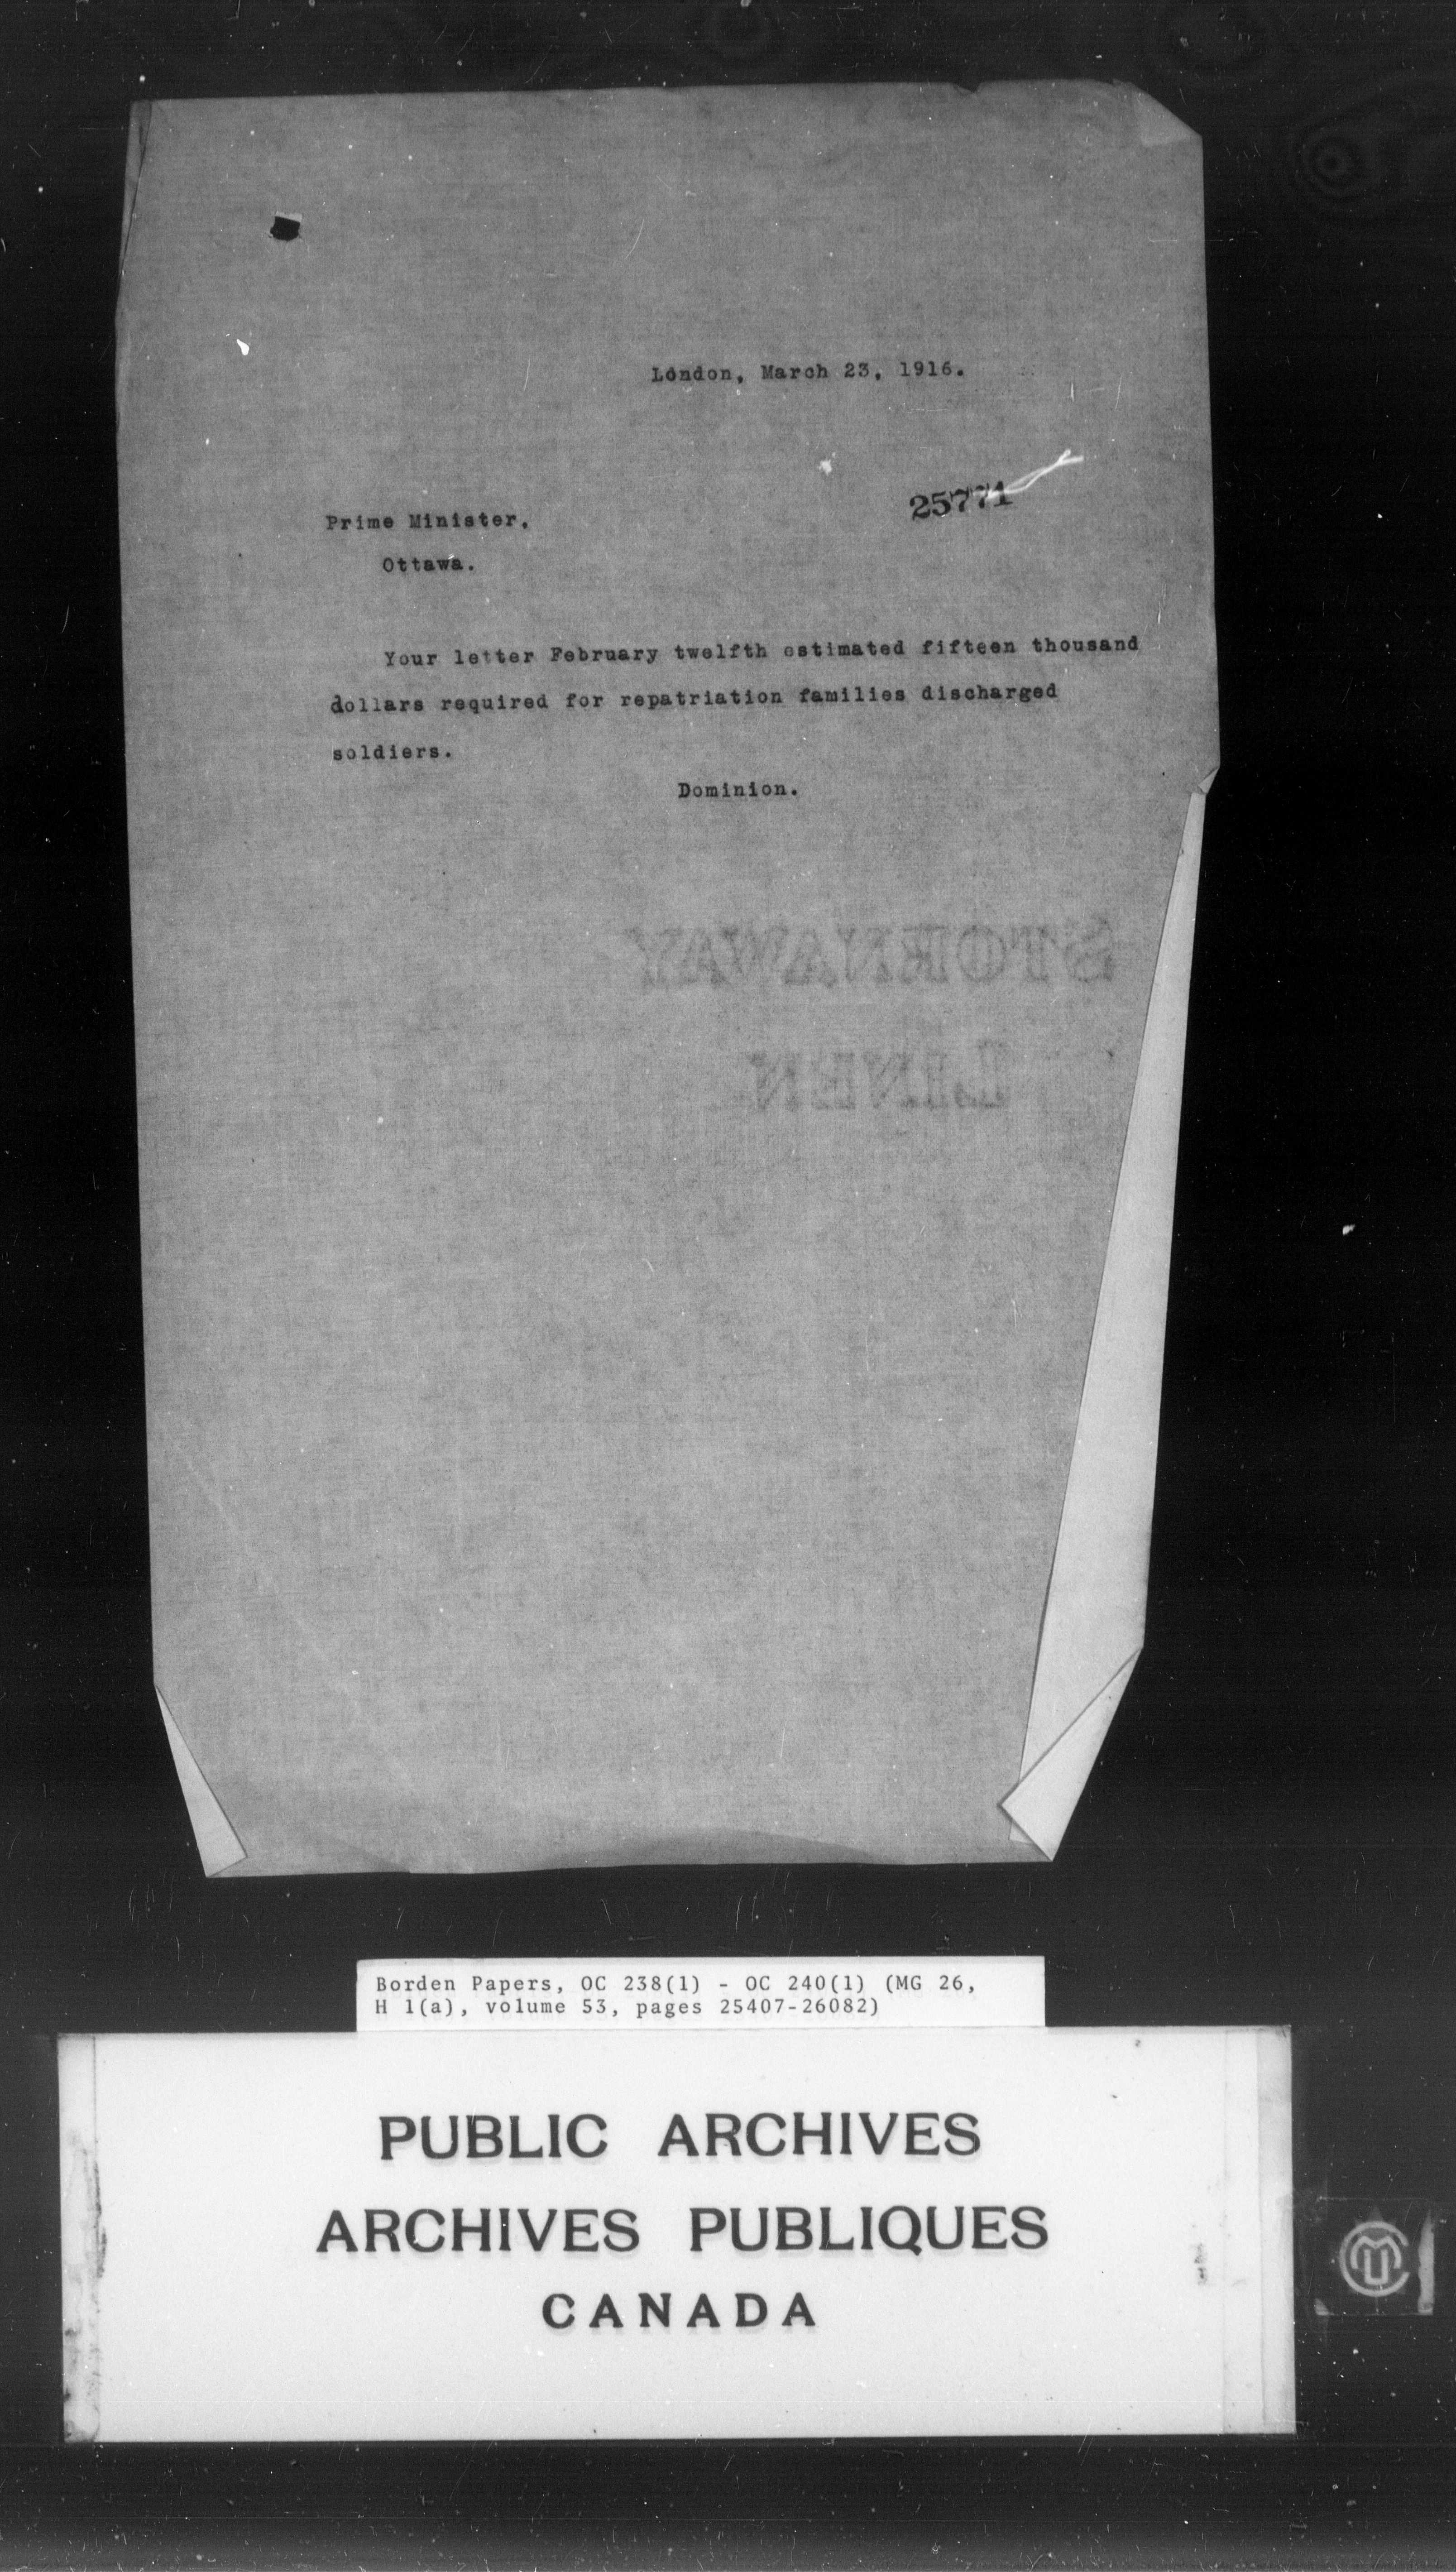 London, March 23, 1916.
25771
Prime Minister,
Ottawa.
Your letter February twelfth estimated fifteen thousand
dollars required for repatriation families discharged
soldiers.
Dominion.
STORNAWAY
LINEN
Borden Papers, OC 238(1) - OC 240(1) (MG 26,
H 1(a), volume 53, pages 25407-26082)
PUBLIC ARCHIVES
ARCHIVES PUBLIQUES
CANADA